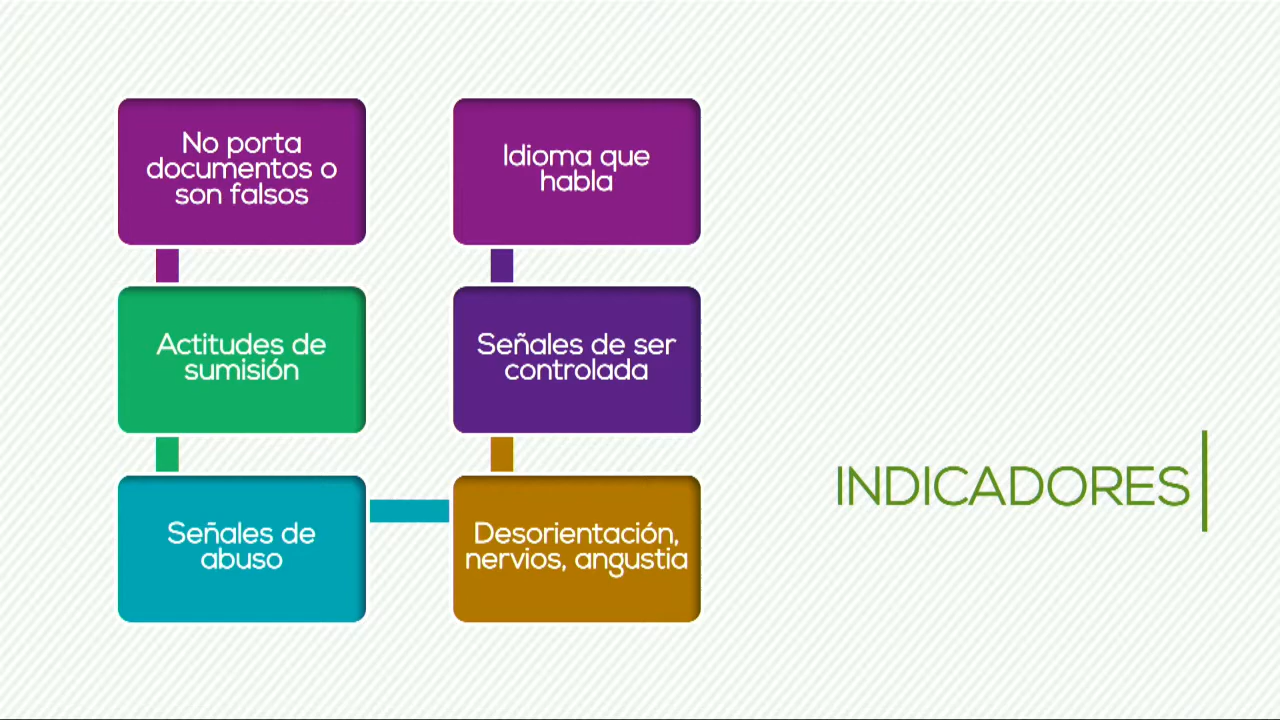 No porta
documentos o
son falsos
Actitudes de
sumisión
Señales de
abuso
Desorientación,
nervios, angustia
Señales de ser
controlada
Idioma que
habla
INDICADORES